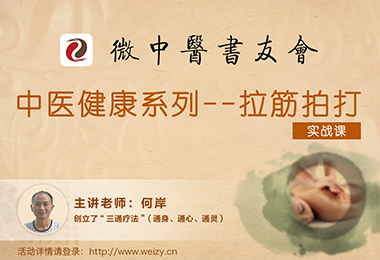 微中醫書友會
中医健康系列--拉筋拍打
实战课
主讲老师：何岸
创立了“三通疗法”（通身、通心、通灵）
活动详情请登录：http://www.weizy.cn